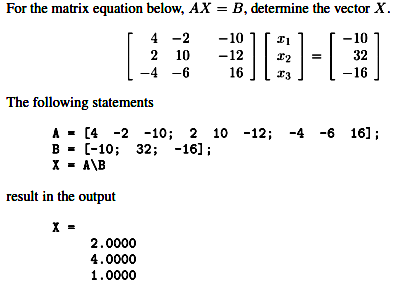 For the matrix equation below, AX = B, determine the vector X.
4 -2 -10 x1 -10
2 10 -12 x2 = 32
-4 -6 16 x3 -16
The following statements
A = [4 -2 -10; 2 10 -12; -4 -6 16];
B = [-10; 32; -16];
X = A\B
result in the output
X =
2.0000
4.0000
1.0000